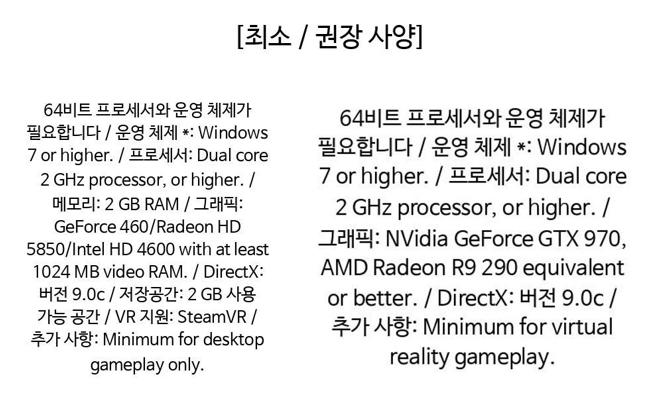 [최소 / 권장 사양]
64비트 프로세서와 운영 체제가
필요합니다 / 운영 체제 *: Windows
7 or higher. / 프로세서: Dual core
2 GHz processor, or higher. /
메모리: 2 GB RAM / 그래픽:
GeForce 460/Radeon HD
5850/Intel HD 4600 with at least
1024 MB video RAM. / DirectX:
버전 9.0c / 저장공간: 2 GB 사용
가능 공간 / VR 지원: SteamVR /
추가 사항: Minimum for desktop
gameplay only.
64비트 프로세서와 운영 체제가
필요합니다 / 운영 체제 *: Windows
7 or higher. / 프로세서: Dual core
2 GHz processor, or higher. /
그래픽: NVidia GeForce GTX 970,
AMD Radeon R9 290 equivalent
or better. / DirectX: 버전 9.0c /
추가 사항: Minimum for virtual
reality gameplay.